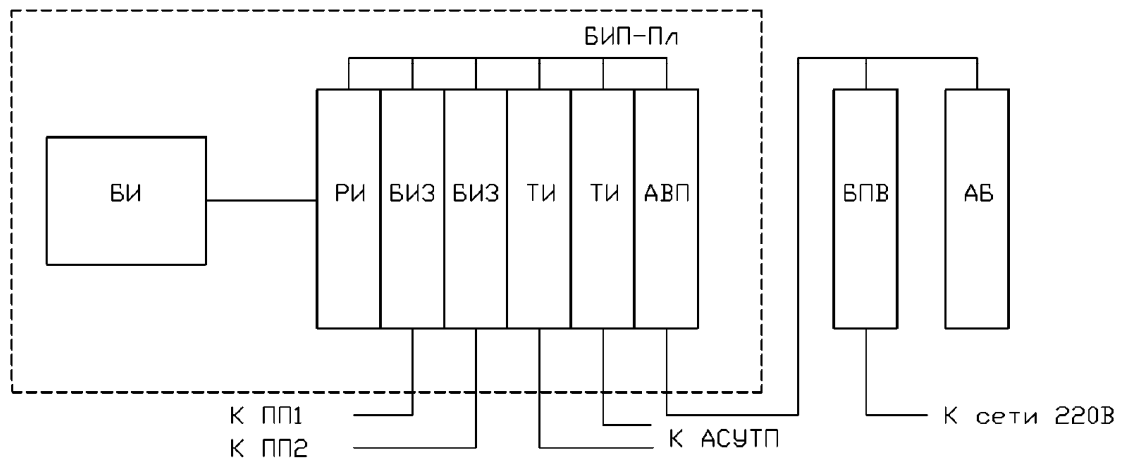 БИП-Пл
БИ
РИ
БИЗ
БИЗ
ТИ
ТИ
АВП
БПВ
АБ
К ПП1
К ПП2
К АСУТП
К сети 220В